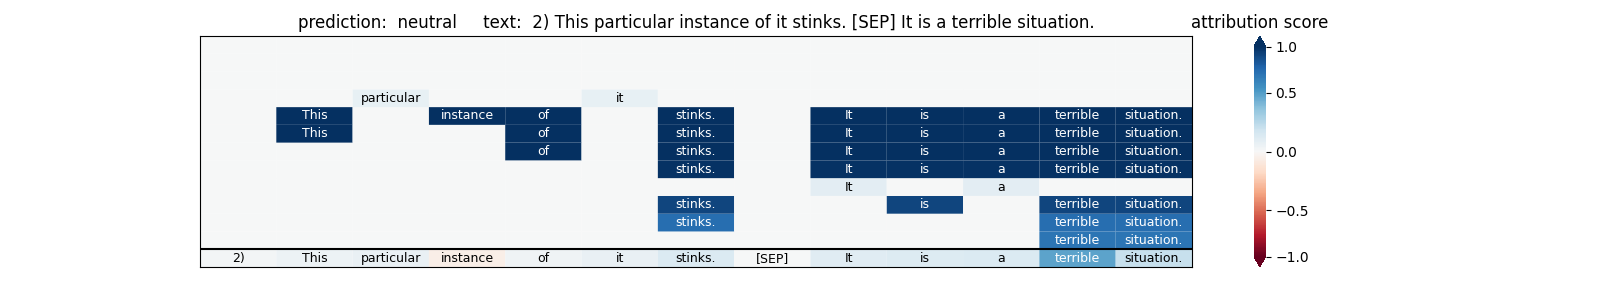 prediction:  neutral     text:  2) This particular instance of it stinks. [SEP] It is a terrible situation.
attribution score
particular it
This instance of stinks. It is a terrible situation.
This of stinks. It is a terrible situation.
of stinks. It is a terrible situation.
stinks. It is a terrible situation.
It a
stinks. is terrible situation.
stinks. terrible situation.
terrible situation.
2) This particular instance of it stinks. [SEP] It is a terrible situation.
1.0
0.5
0.0
−0.5
−1.0